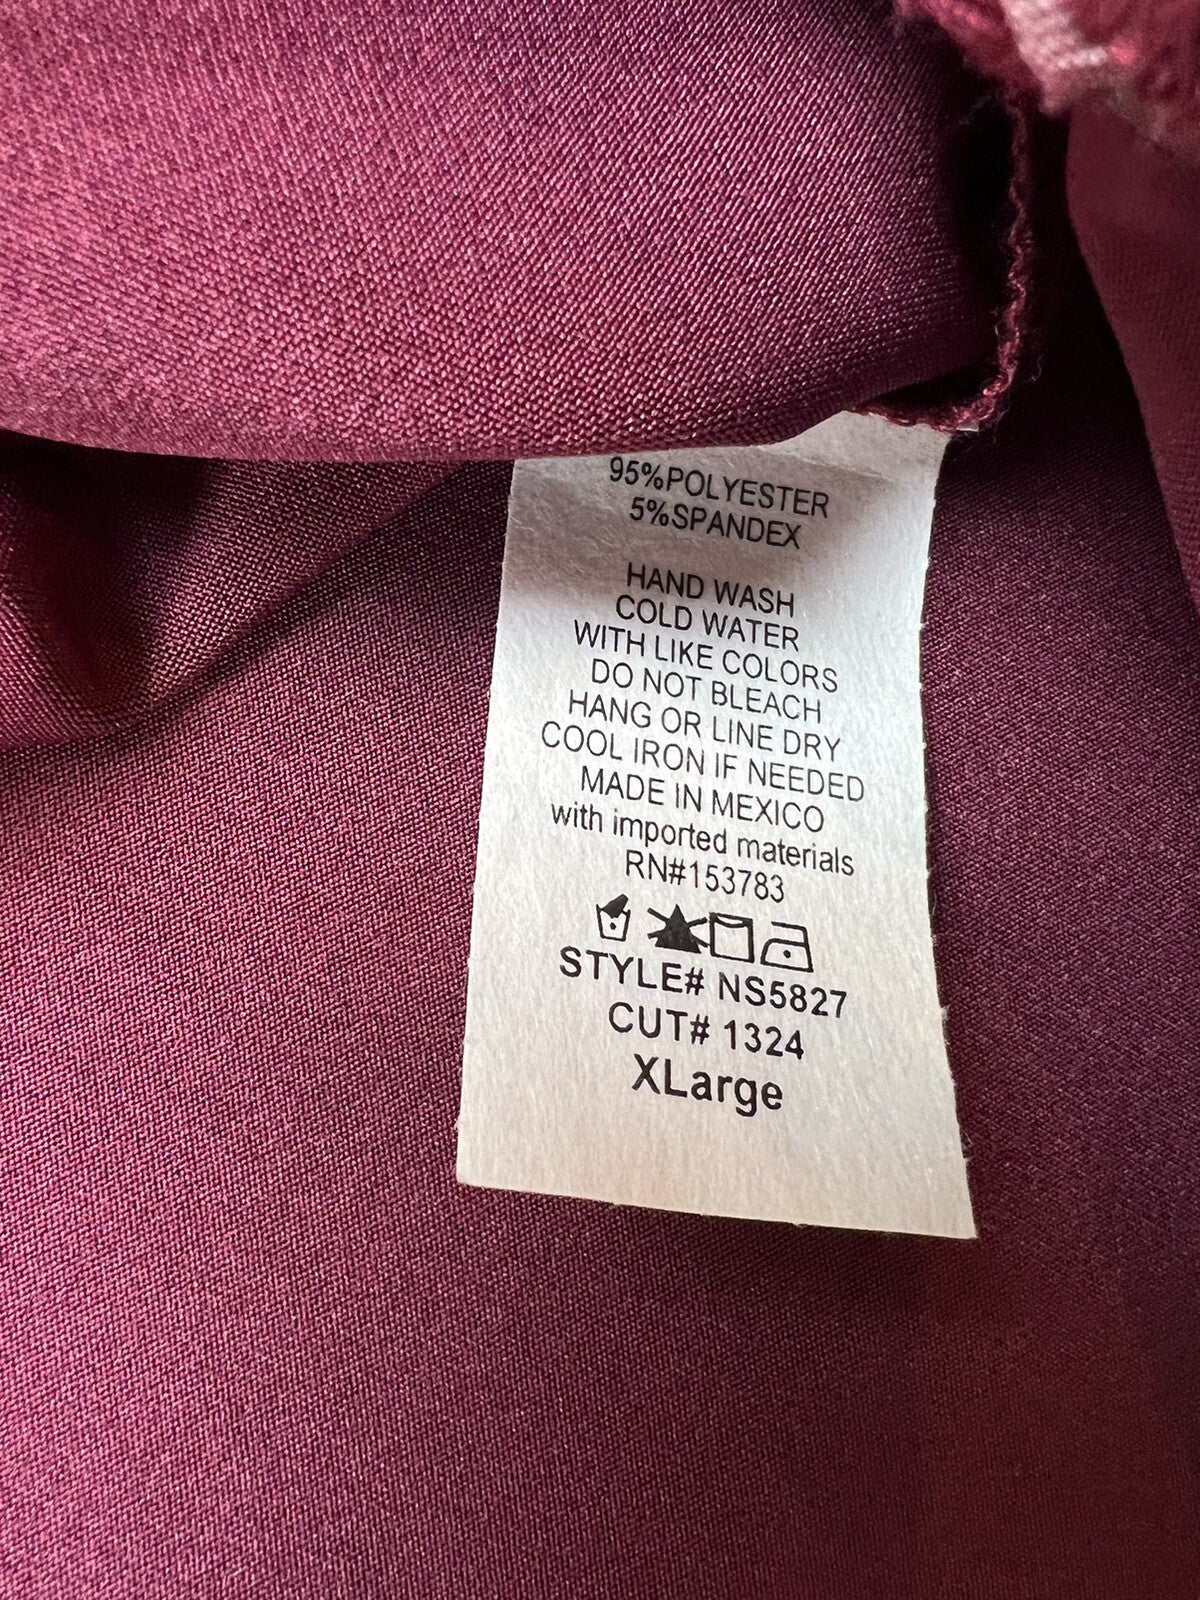 95%POLYESTER
5%SPANDEX
HAND WASH
COLD WATER
WITH LIKE COLORS
DO NOT BLEACH
HANG OR LINE DRY
COOL IRON IF NEEDED
MADE IN MEXICO
with imported materials
RN#153783
STYLE# NS5827
CUT# 1324
XLarge